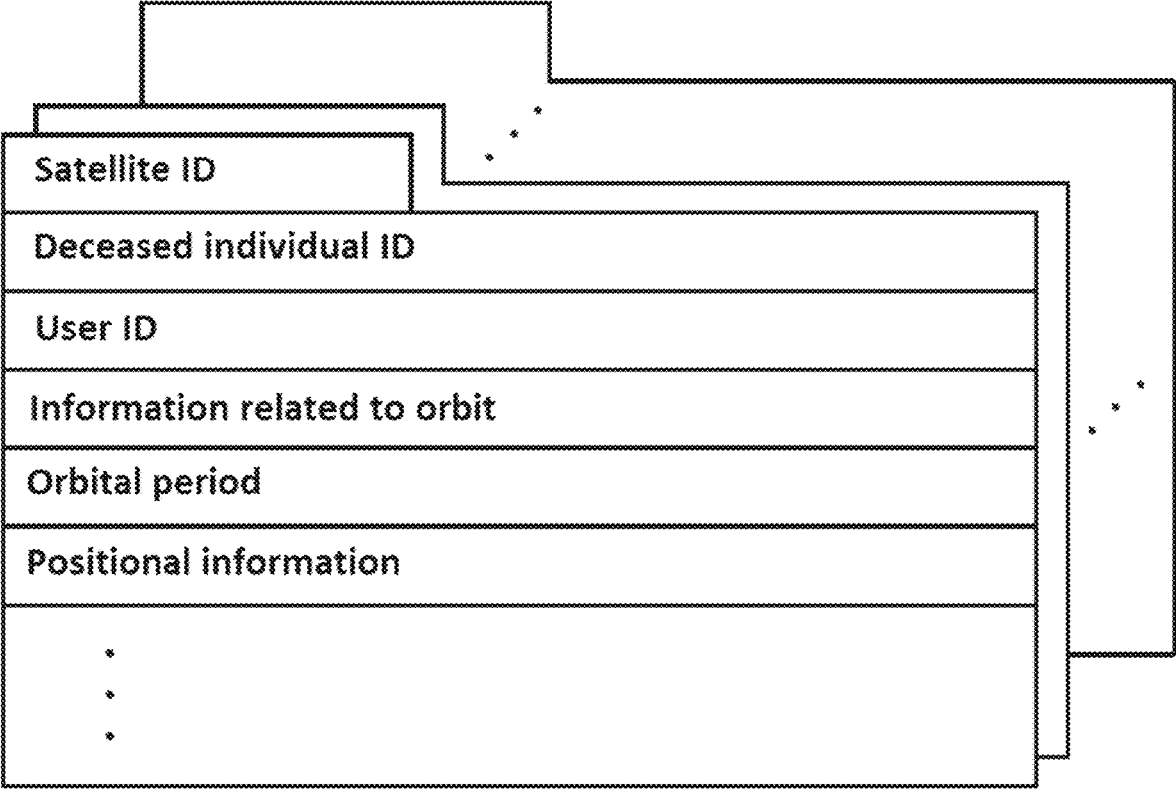 Satellite ID
Deceased individual ID
User ID
Information related to orbit
Orbital period
Positional information